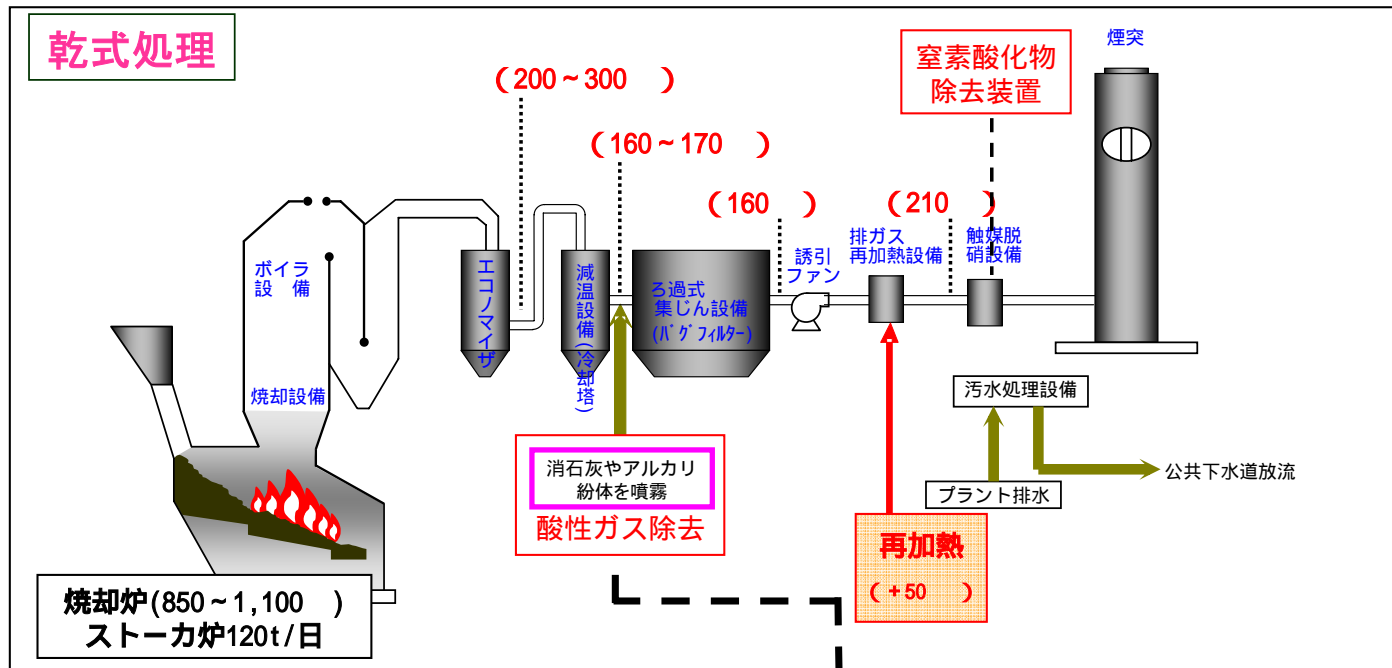 乾式処理
(200～300　)
(160～170　)
(160　)
(210　)
窒素酸化物
除去装置
煙突
ボイラ
設　備
エコノマイザ
減温設備(冷却塔)
ろ過式
集じん設備
(ﾊﾞｸﾞﾌｨﾙﾀｰ)
誘引
ファン
排ガス
再加熱設備
触媒脱
硝設備
焼却設備
汚水処理設備
プラント排水
公共下水道放流
消石灰やアルカリ
紛体を噴霧
酸性ガス除去
再加熱
(+50　)
焼却炉(850～1,100　)
ストーカ炉120t/日